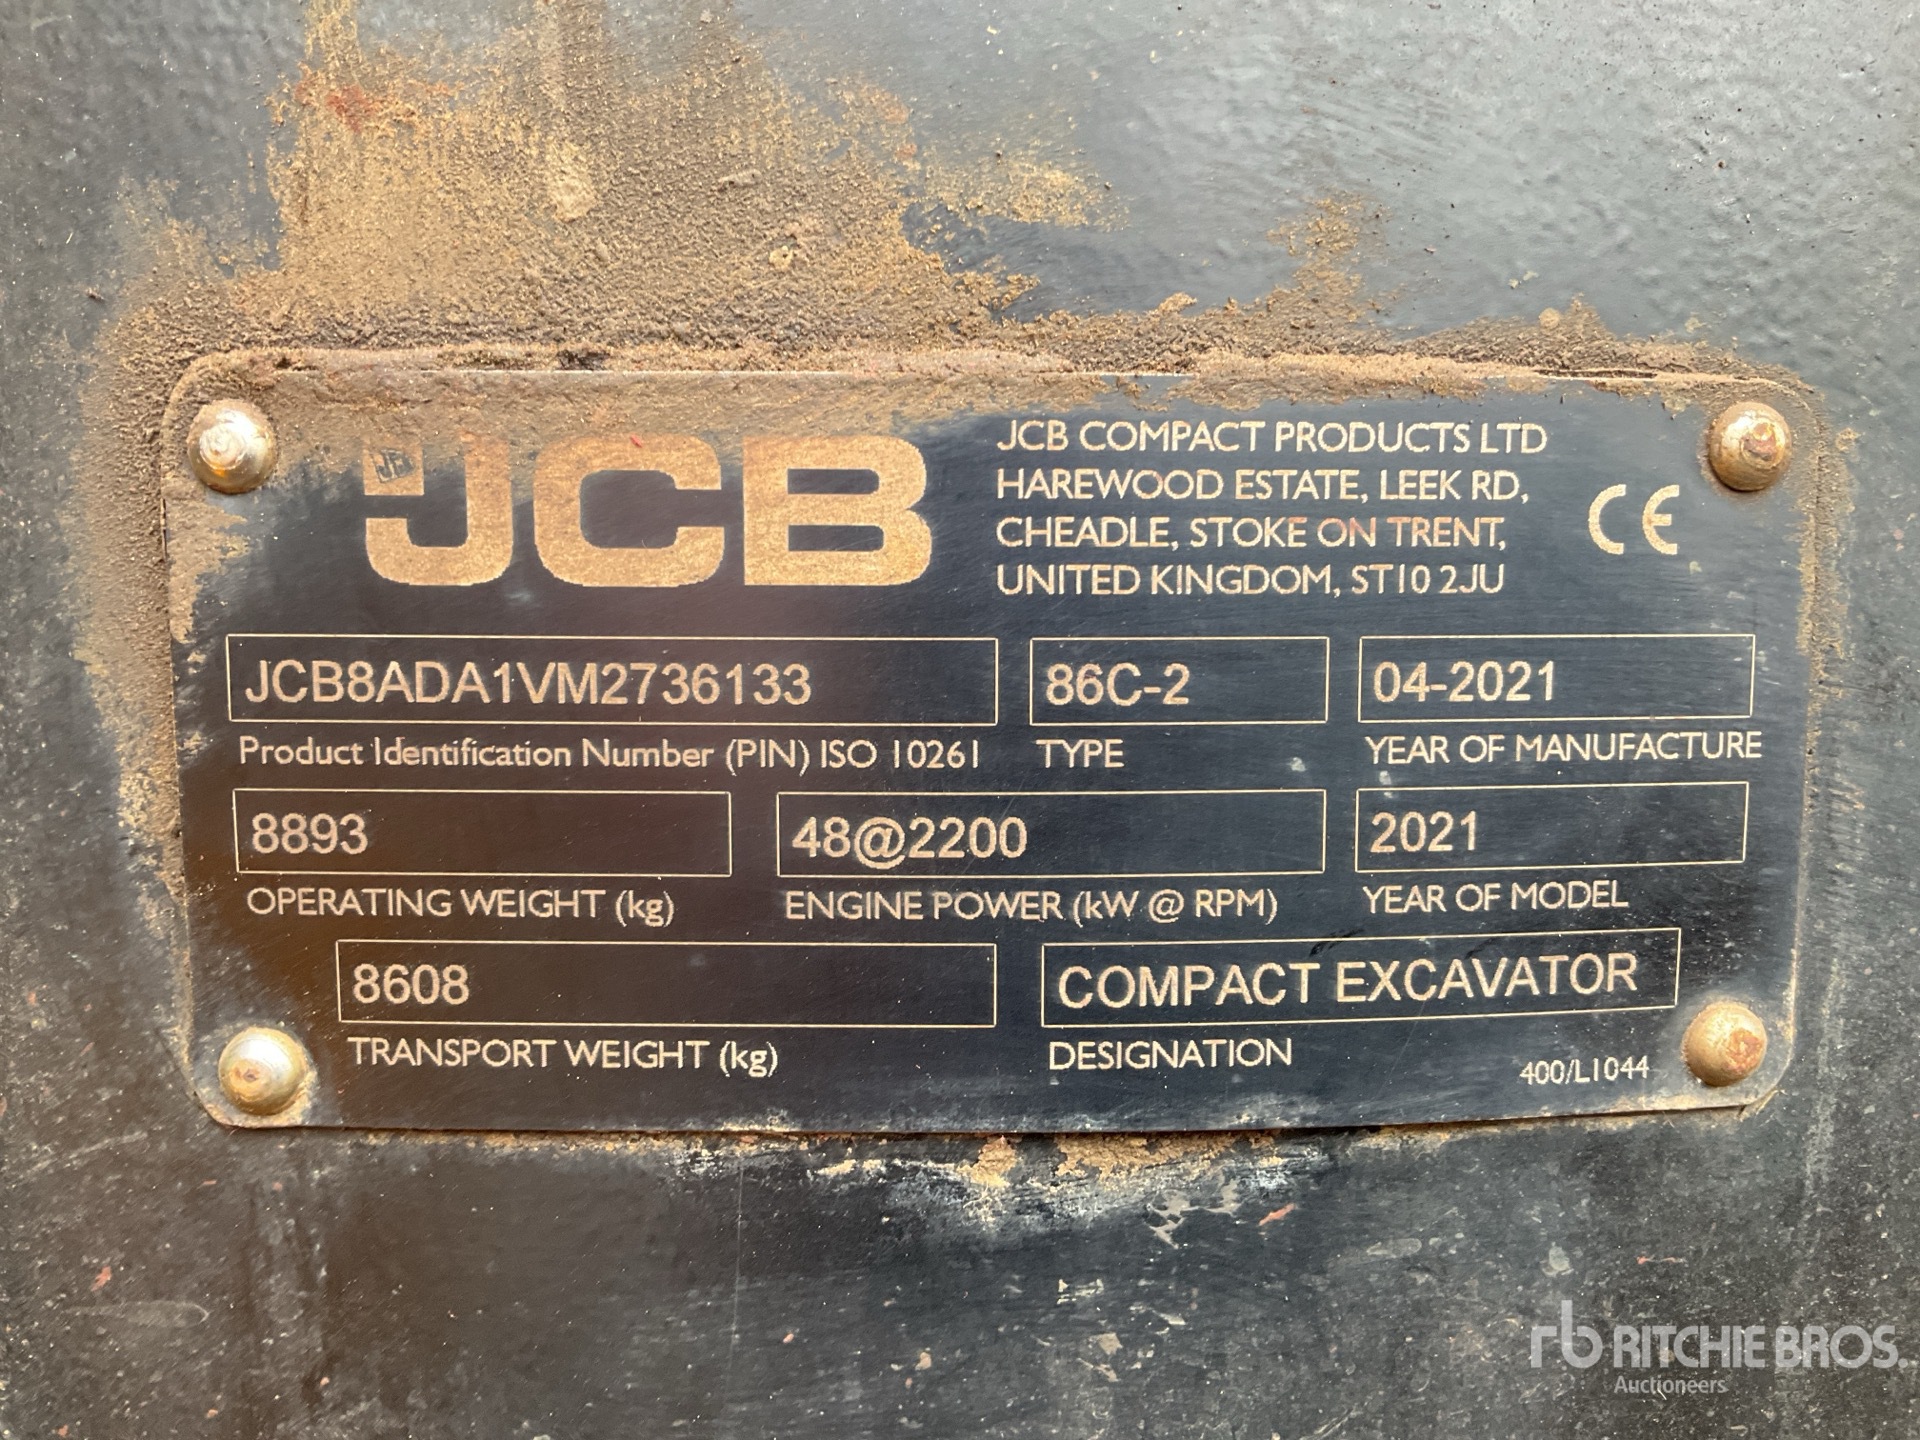 JCB
JCB COMPACT PRODUCTS LTD
HAREWOOD ESTATE, LEEK RD,
CHEADLE, STOKE ON TRENT,
UNITED KINGDOM, ST10 2JU
CE
JCB8ADA1VM2736133
Product Identification Number (PIN) ISO 10261
86C-2
TYPE
04-2021
YEAR OF MANUFACTURE
8893
OPERATING WEIGHT (kg)
48@2200
ENGINE POWER (kW @ RPM)
2021
YEAR OF MODEL
8608
TRANSPORT WEIGHT (kg)
COMPACT EXCAVATOR
DESIGNATION
400/L1044
rb RITCHIE BROS.
Auctioneers